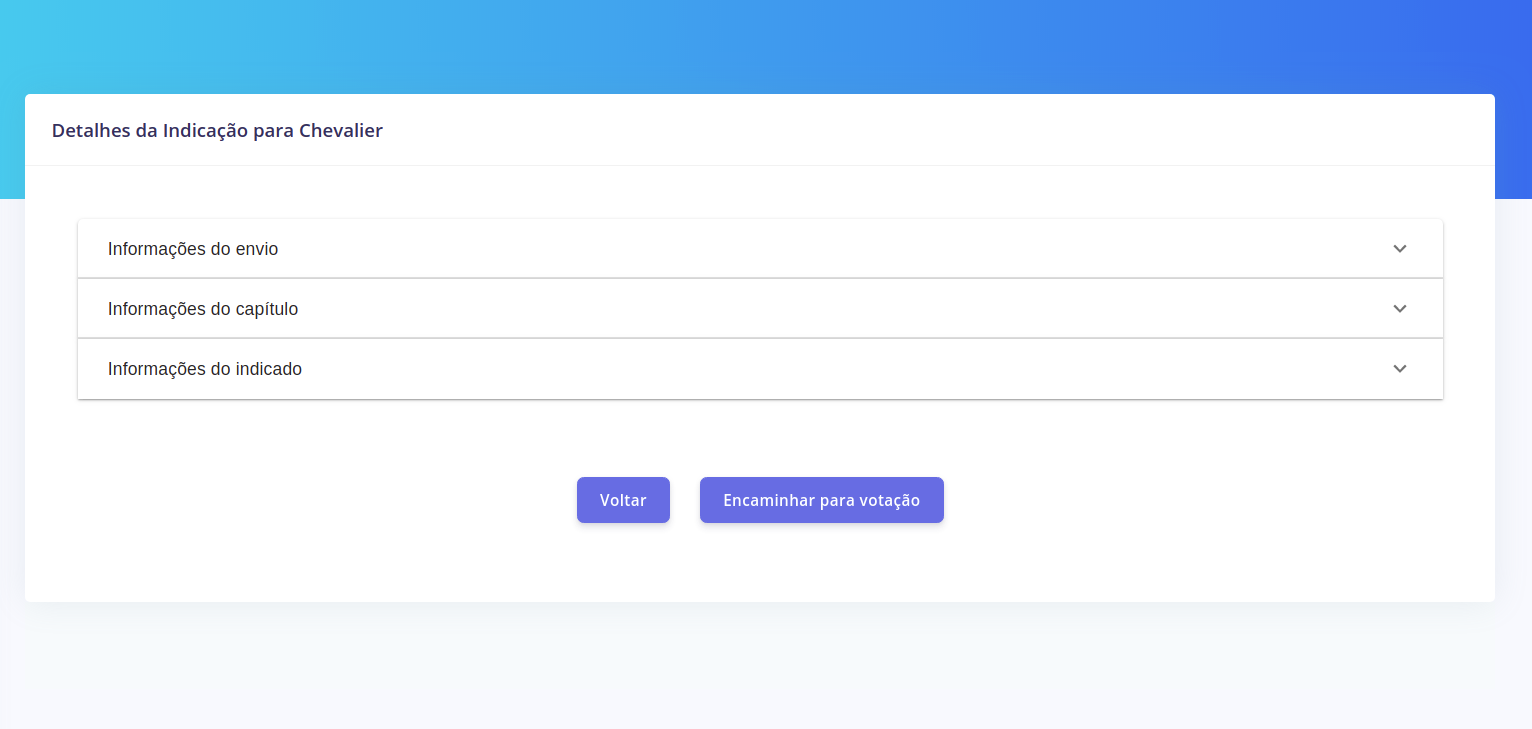 Detalhes da Indicação para Chevalier
Informações do envio
Informações do capítulo
Informações do indicado
Voltar
Encaminhar para votação